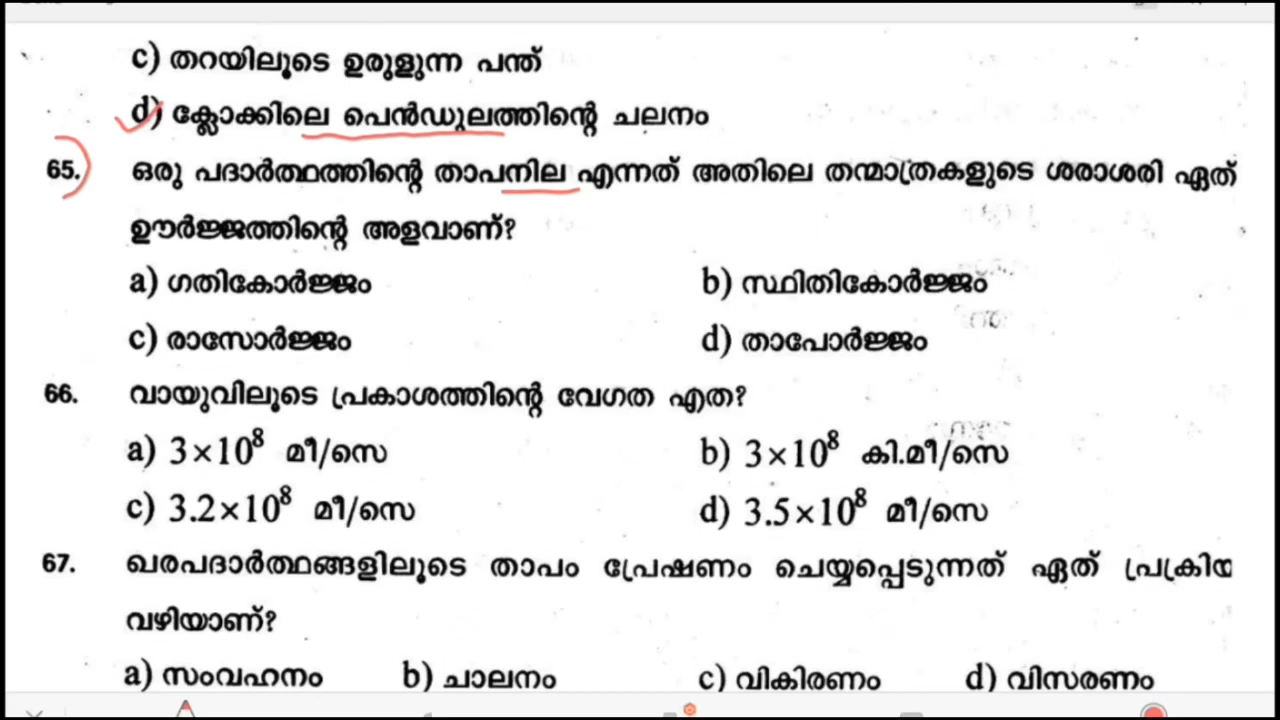 c) തറയിലൂടെ ഉരുളുന്ന പന്ത്
d) ക്ലോക്കിലെ പെൻഡുലത്തിന്റെ ചലനം
65. ഒരു പദാർത്ഥത്തിന്റെ താപനില എന്നത് അതിലെ തന്മാത്രകളുടെ ശരാശരി ഏത്
ഊർജ്ജത്തിന്റെ അളവാണ്?
a) ഗതികോർജ്ജം b) സ്ഥിതികോർജ്ജം
c) രാസോർജ്ജം d) താപോർജ്ജം
66. വായുവിലൂടെ പ്രകാശത്തിന്റെ വേഗത എത?
a) 3×10⁸ മീ/സെ b) 3×10⁸ കി.മീ/സെ
c) 3.2×10⁸ മീ/സെ d) 3.5×10⁸ മീ/സെ
67. ഖരപദാർത്ഥങ്ങളിലൂടെ താപം പ്രേഷണം ചെയ്യപ്പെടുന്നത് ഏത് പ്രക്രിയ
വഴിയാണ്?
a) സംവഹനം b) ചാലനം c) വികിരണം d) വിസരണം